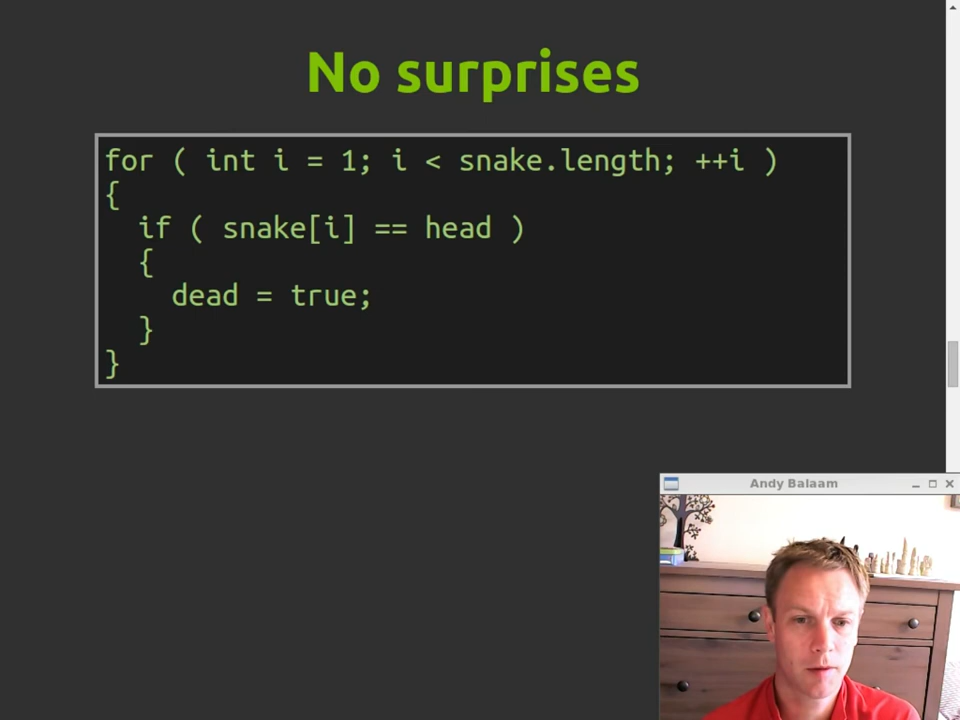 No surprises
for ( int i = 1; i < snake.length; ++i )
{
  if ( snake[i] == head )
  {
    dead = true;
  }
}
Andy Balaam